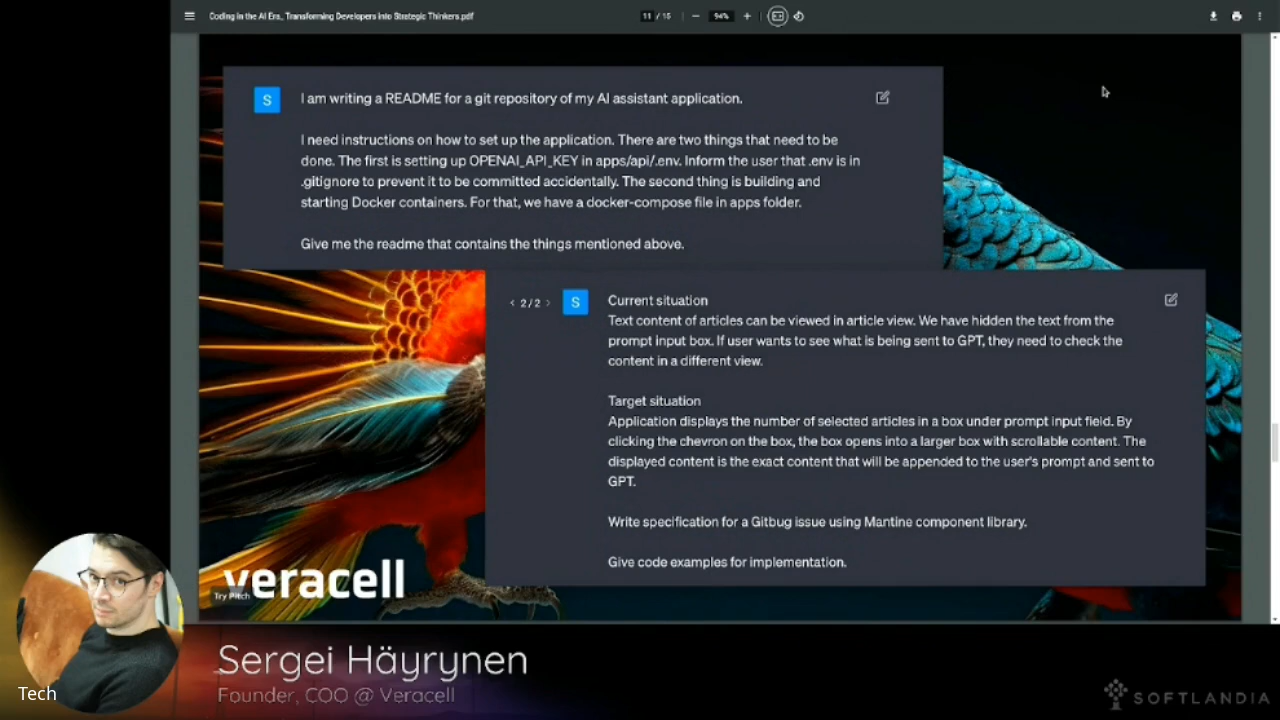 Coding in the AI Era_ Transforming Developers into Strategic Thinkers.pdf
11 / 15
94%
S
I am writing a README for a git repository of my AI assistant application.
I need instructions on how to set up the application. There are two things that need to be
done. The first is setting up OPENAI_API_KEY in apps/api/.env. Inform the user that .env is in
.gitignore to prevent it to be committed accidentally. The second thing is building and
starting Docker containers. For that, we have a docker-compose file in apps folder.
Give me the readme that contains the things mentioned above.
< 2/2 >
S
Current situation
Text content of articles can be viewed in article view. We have hidden the text from the
prompt input box. If user wants to see what is being sent to GPT, they need to check the
content in a different view.
Target situation
Application displays the number of selected articles in a box under prompt input field. By
clicking the chevron on the box, the box opens into a larger box with scrollable content. The
displayed content is the exact content that will be appended to the user's prompt and sent to
GPT.
Write specification for a Gitbug issue using Mantine component library.
Give code examples for implementation.
veracell
Try Pitch
Sergei Häyrynen
Founder, COO @ Veracell
Tech
SOFTLANDIA